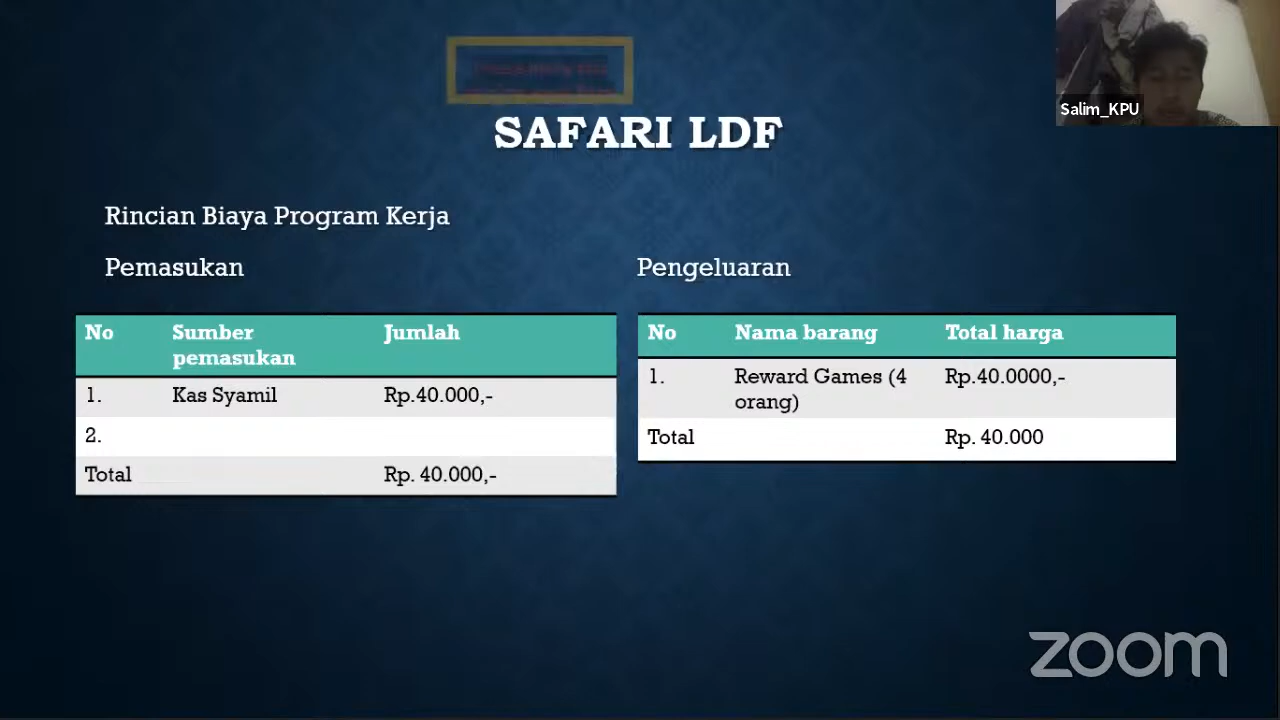 Salim_KPU
SAFARI LDF
Rincian Biaya Program Kerja
Pemasukan
Pengeluaran
No Sumber pemasukan Jumlah
1. Kas Syamil Rp.40.000,-
2.
Total Rp. 40.000,-
No Nama barang Total harga
1. Reward Games (4 orang) Rp.40.0000,-
Total Rp. 40.000
zoom